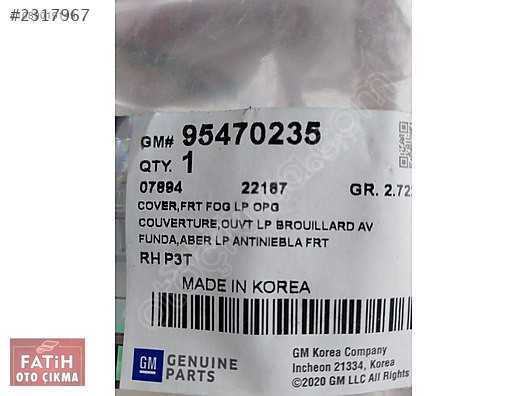 #2317967
GM# 95470235
QTY. 1
07894 22187 GR. 2.722
COVER,FRT FOG LP OPG
COUVERTURE,OUVT LP BROUILLARD AV
FUNDA,ABER LP ANTINIEBLA FRT
RH P3T
MADE IN KOREA
GM GENUINE
PARTS
GM Korea Company
Incheon 21334, Korea
©2020 GM LLC All Rights
FATİH
OTO ÇIKMA